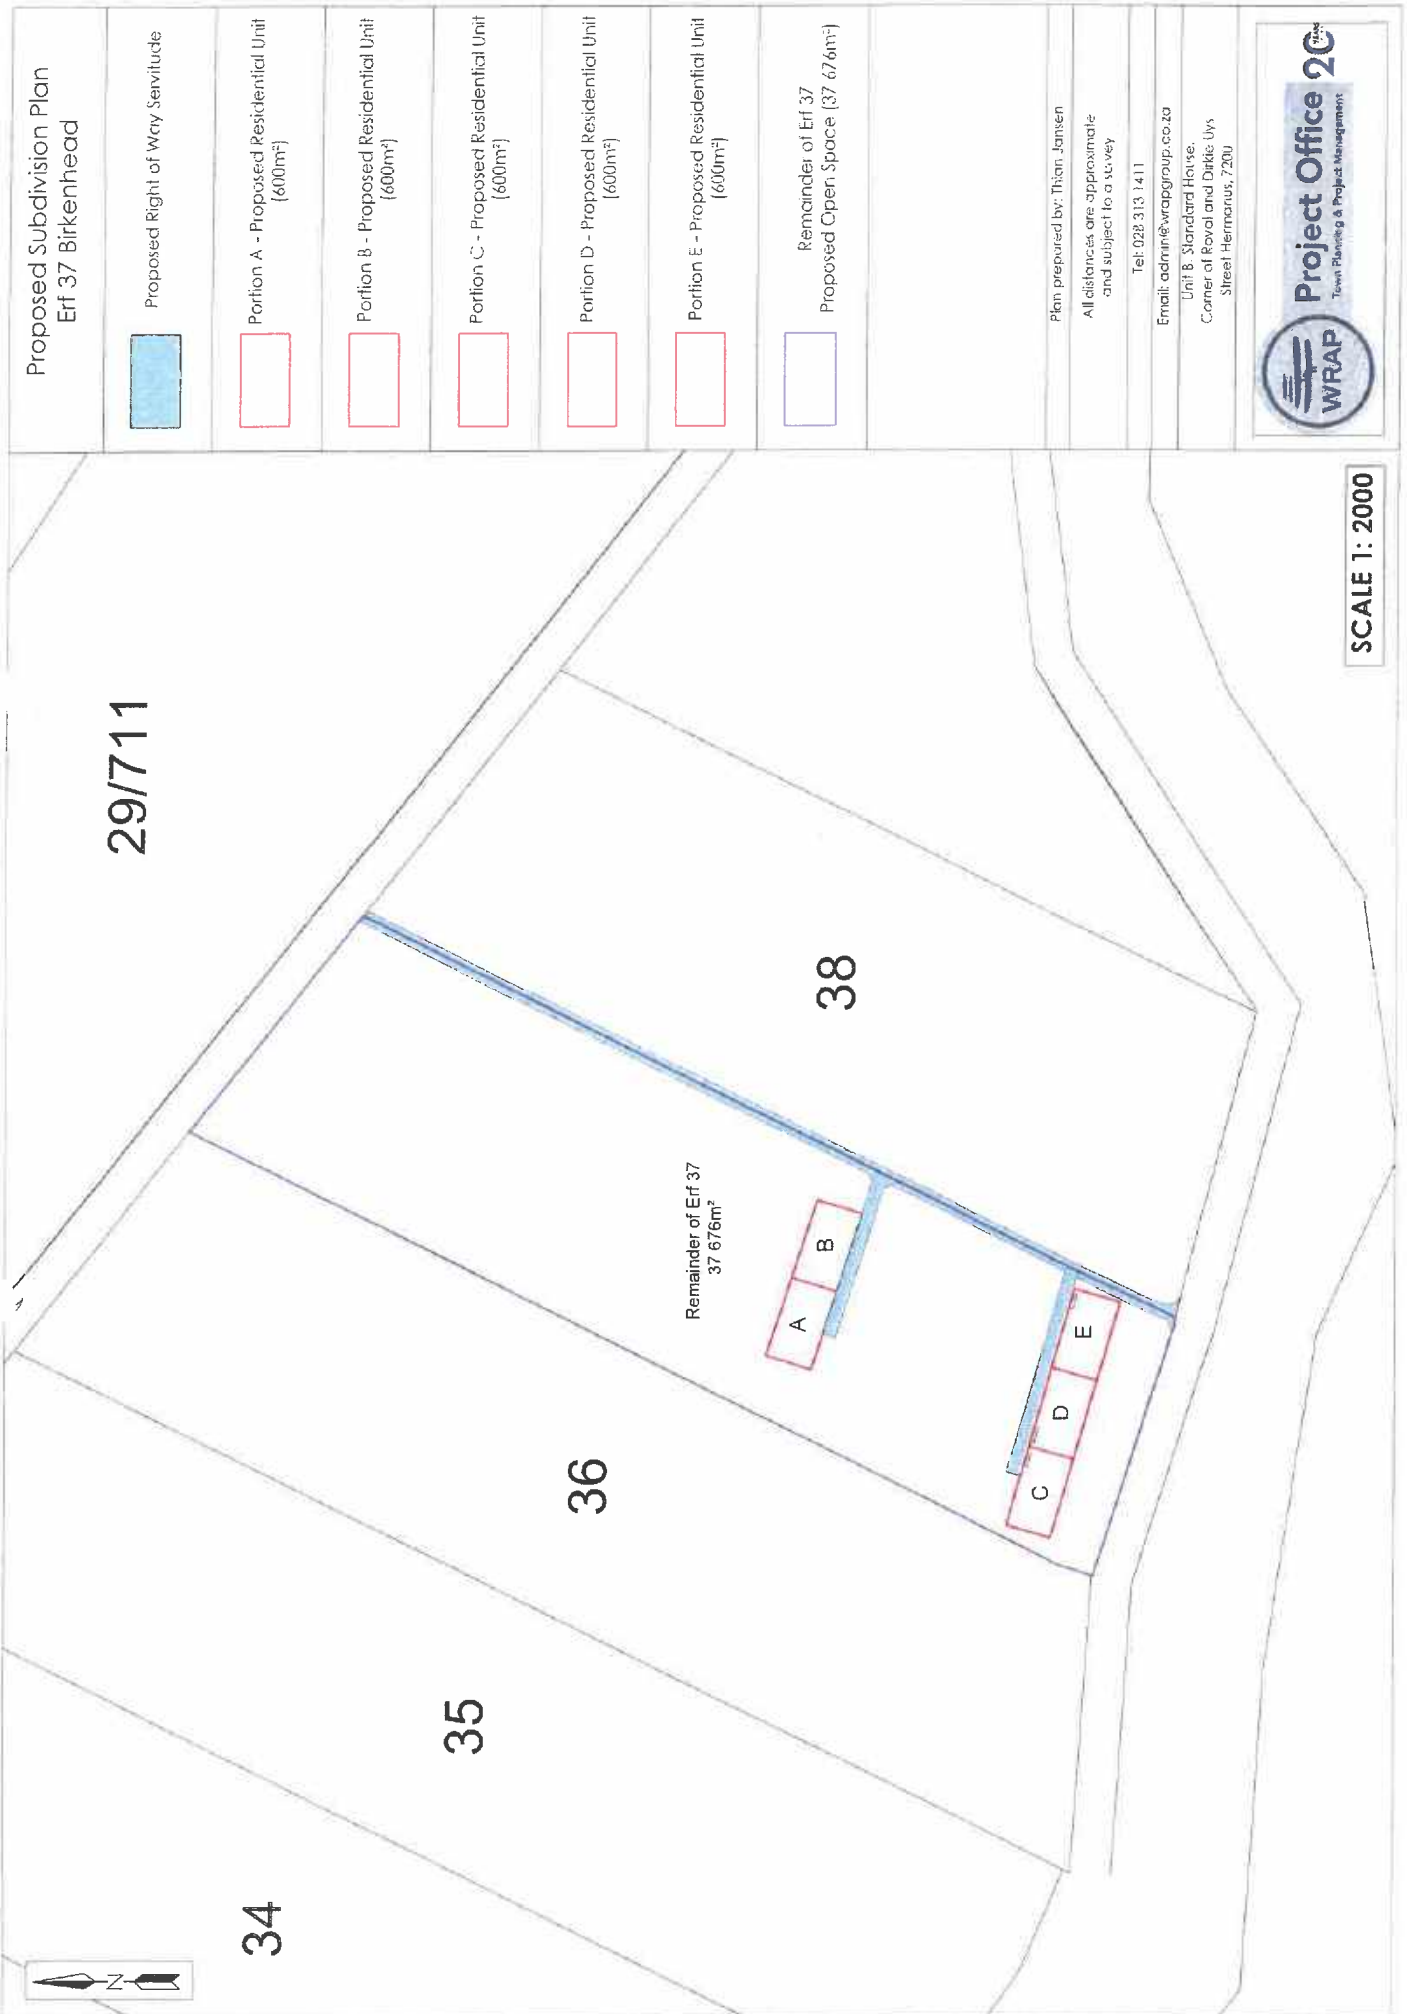 Proposed Subdivision Plan
Erf 37 Birkenhead
Proposed Right of Way Servitude
Portion A - Proposed Residential Unit
(600m²)
Portion B - Proposed Residential Unit
(600m²)
Portion C - Proposed Residential Unit
(600m²)
Portion D - Proposed Residential Unit
(600m²)
Portion E - Proposed Residential Unit
(600m²)
Remainder of Erf 37
Proposed Open Space (37 676m²)
Plan prepared by: Thian Jansen
All distances are approximate
and subject to a survey
Tel: 028 313 1411
Email: admin@wrapgroup.co.za
Unit B, Standard House,
Corner of Royal and Dirkie Uys
Street Hermanus, 7200
WRAP
Project Office
Town Planning & Project Management
20
YEARS
SCALE 1: 2000
29/711
38
Remainder of Erf 37
37 676m²
A
B
C
D
E
36
35
34
N